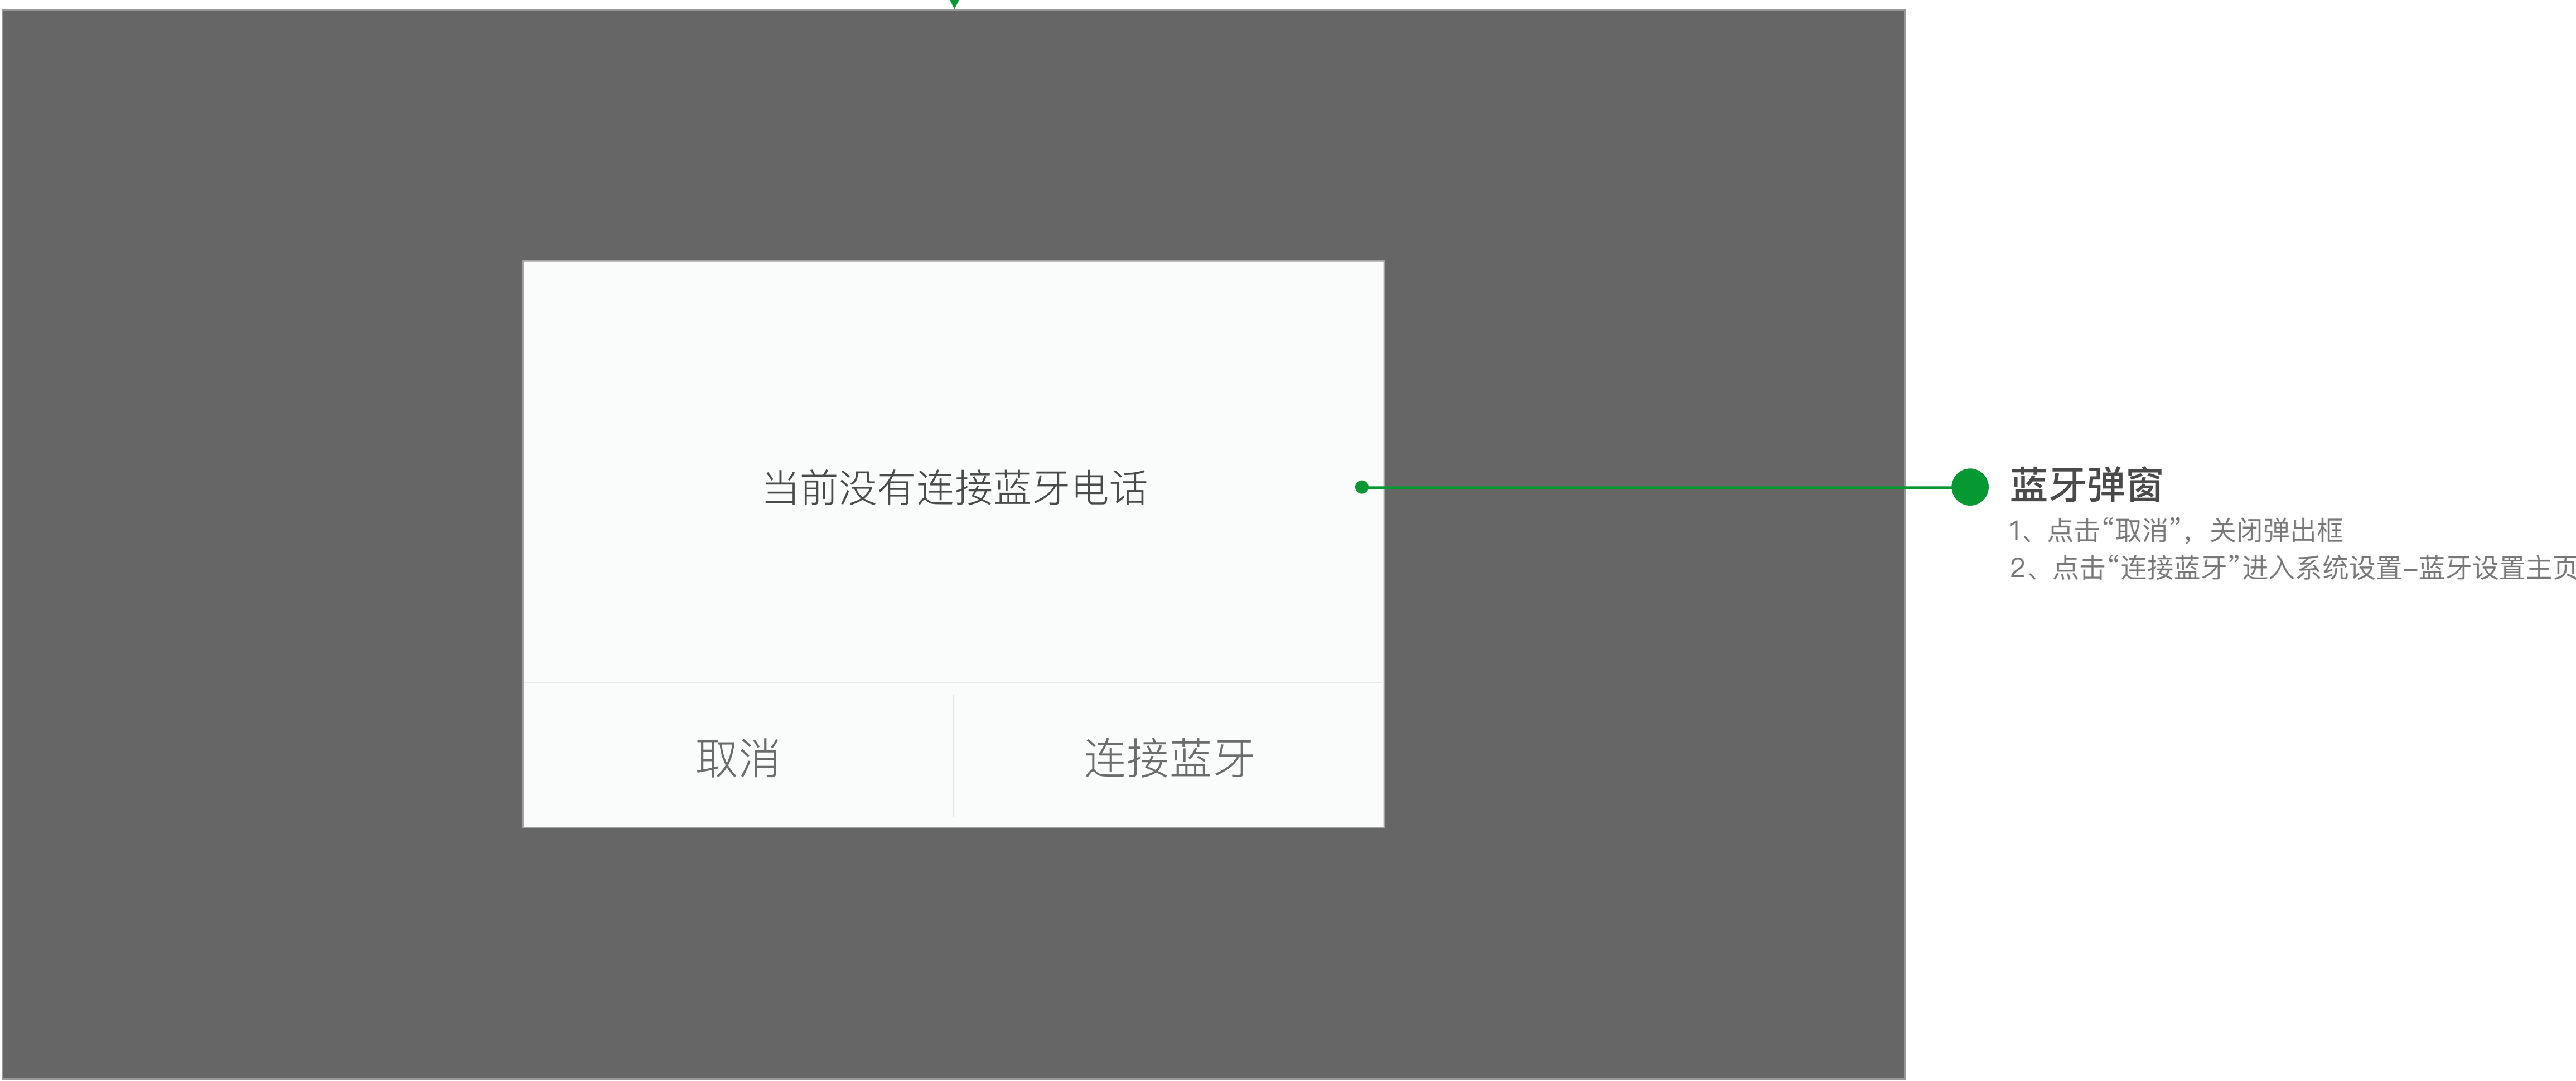 当前没有连接蓝牙电话
取消
连接蓝牙
蓝牙弹窗
1、点击“取消”，关闭弹出框
2、点击“连接蓝牙”进入系统设置–蓝牙设置主页